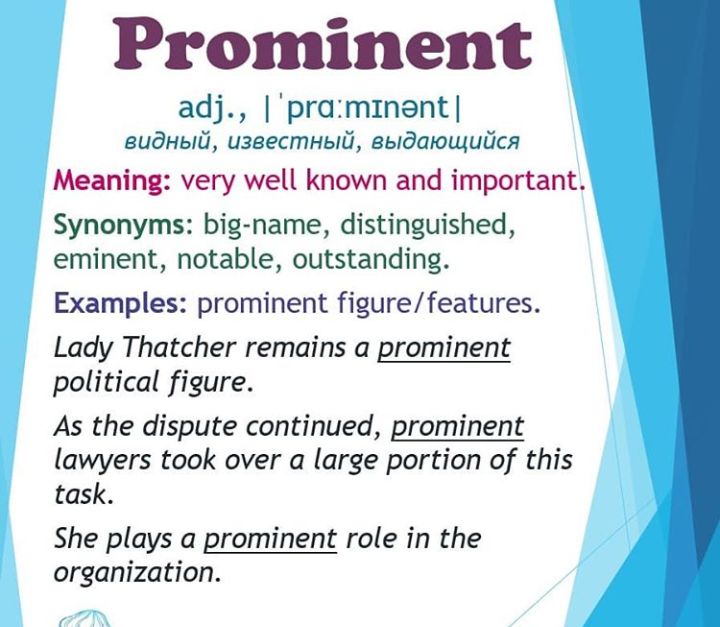 Prominent
adj., |ˈprɑːmɪnənt|
видный, известный, выдающийся
Meaning: very well known and important.
Synonyms: big-name, distinguished,
eminent, notable, outstanding.
Examples: prominent figure/features.
Lady Thatcher remains a prominent
political figure.
As the dispute continued, prominent
lawyers took over a large portion of this
task.
She plays a prominent role in the
organization.